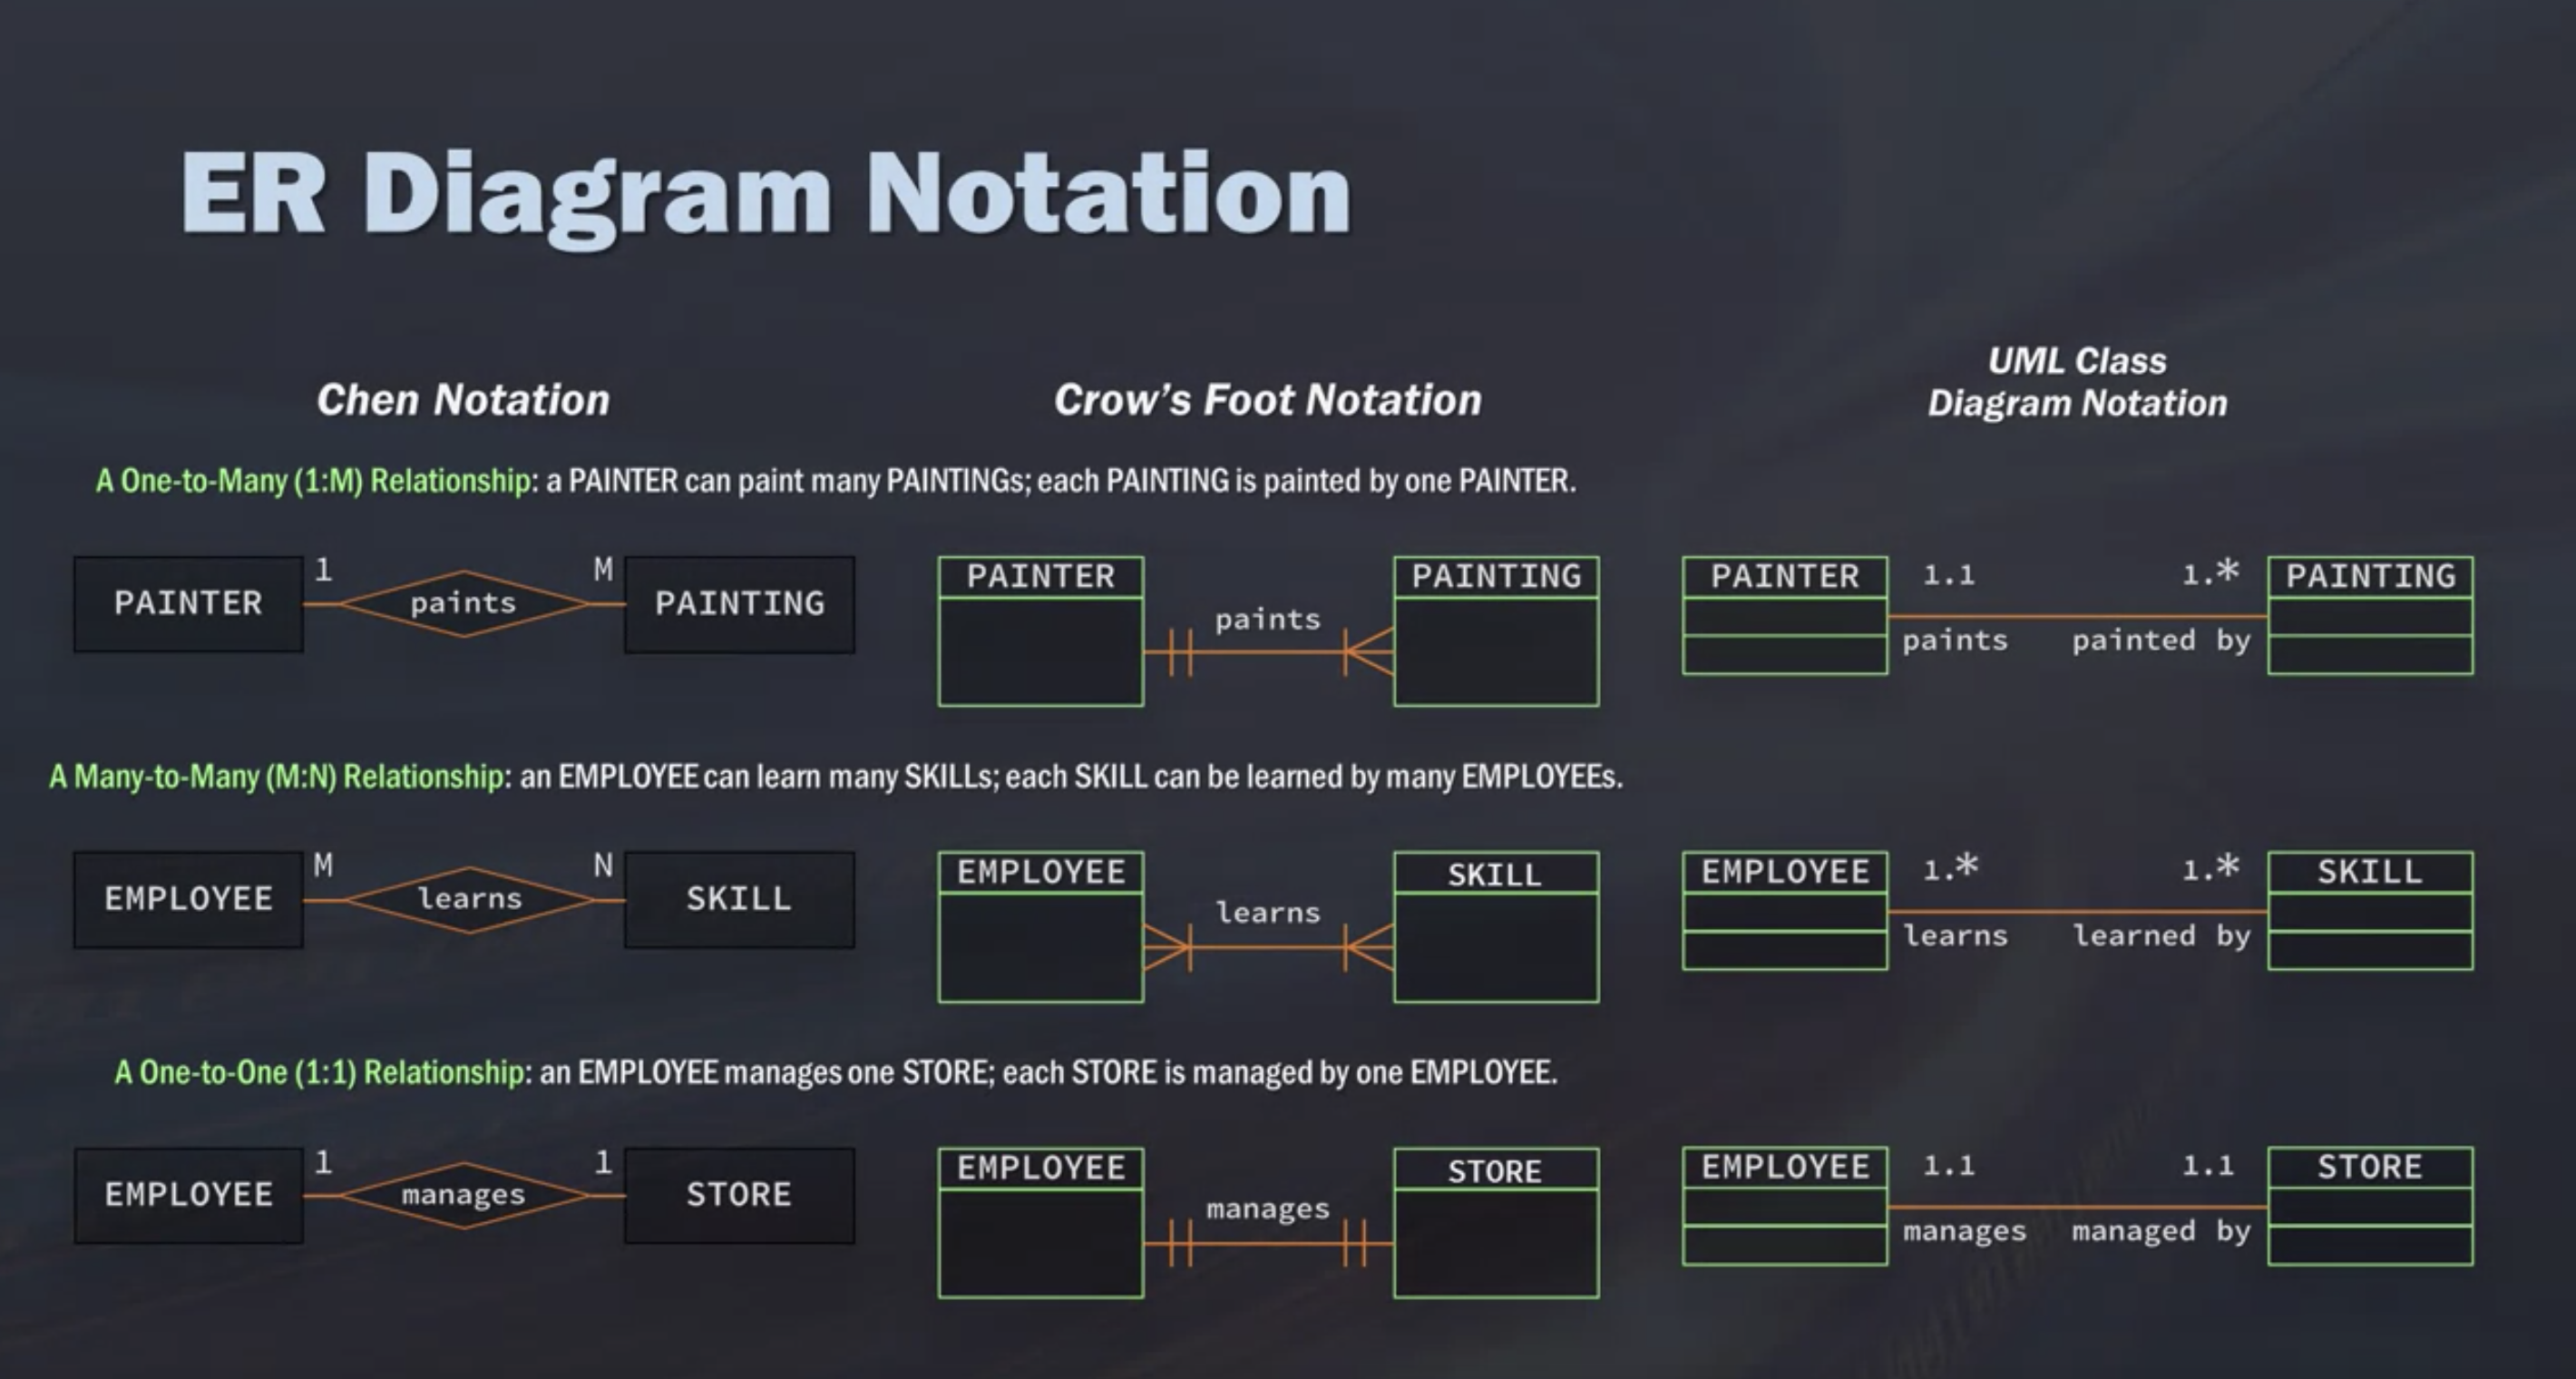 ER Diagram Notation
Chen Notation
Crow's Foot Notation
UML Class
Diagram Notation
A One-to-Many (1:M) Relationship: a PAINTER can paint many PAINTINGs; each PAINTING is painted by one PAINTER.
PAINTER 1 paints M PAINTING
PAINTER paints PAINTING
PAINTER 1.1 1.* PAINTING
paints painted by
A Many-to-Many (M:N) Relationship: an EMPLOYEE can learn many SKILLs; each SKILL can be learned by many EMPLOYEEs.
EMPLOYEE M learns N SKILL
EMPLOYEE learns SKILL
EMPLOYEE 1.* 1.* SKILL
learns learned by
A One-to-One (1:1) Relationship: an EMPLOYEE manages one STORE; each STORE is managed by one EMPLOYEE.
EMPLOYEE 1 manages 1 STORE
EMPLOYEE manages STORE
EMPLOYEE 1.1 1.1 STORE
manages managed by